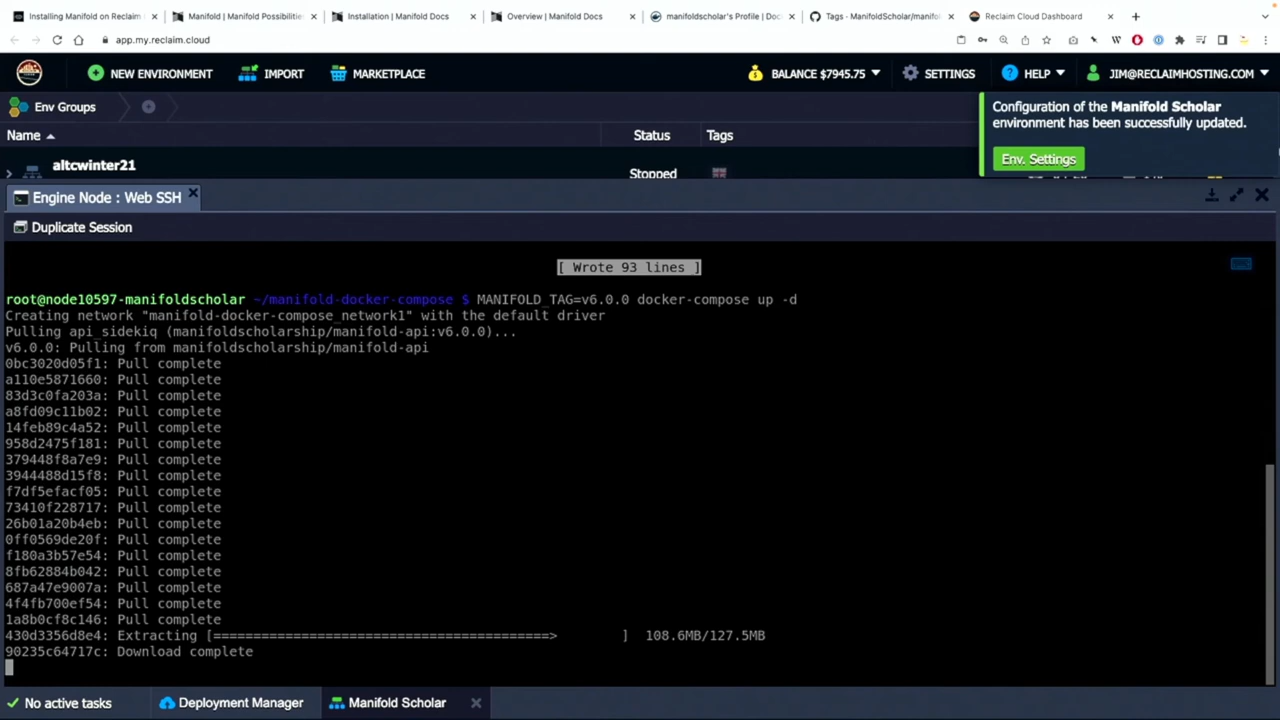 Installing Manifold on Reclaim
Manifold | Manifold Possibilities
Installation | Manifold Docs
Overview | Manifold Docs
manifoldscholar's Profile | Doc
Tags · ManifoldScholar/manifol
Reclaim Cloud Dashboard
app.my.reclaim.cloud
NEW ENVIRONMENT
IMPORT
MARKETPLACE
BALANCE $7945.75
SETTINGS
HELP
JIM@RECLAIMHOSTING.COM
Env Groups
Name
Status
Tags
Configuration of the Manifold Scholar
environment has been successfully updated.
Env. Settings
altcwinter21
Stopped
Engine Node : Web SSH
Duplicate Session
[ Wrote 93 lines ]
root@node10597-manifoldscholar ~/manifold-docker-compose $ MANIFOLD_TAG=v6.0.0 docker-compose up -d
Creating network "manifold-docker-compose_network1" with the default driver
Pulling api_sidekiq (manifoldscholarship/manifold-api:v6.0.0)...
v6.0.0: Pulling from manifoldscholarship/manifold-api
0bc3020d05f1: Pull complete
a110e5871660: Pull complete
83d3c0fa203a: Pull complete
a8fd09c11b02: Pull complete
14feb89c4a52: Pull complete
958d2475f181: Pull complete
379448f8a7e9: Pull complete
3944488d15f8: Pull complete
f7df5efacf05: Pull complete
73410f228717: Pull complete
26b01a20b4eb: Pull complete
0ff0569de20f: Pull complete
f180a3b57e54: Pull complete
8fb62884b042: Pull complete
687a47e9007a: Pull complete
4f4fb700ef54: Pull complete
1a8b0cf8c146: Pull complete
430d3356d8e4: Extracting [==========================================>        ]  108.6MB/127.5MB
90235c64717c: Download complete
No active tasks
Deployment Manager
Manifold Scholar